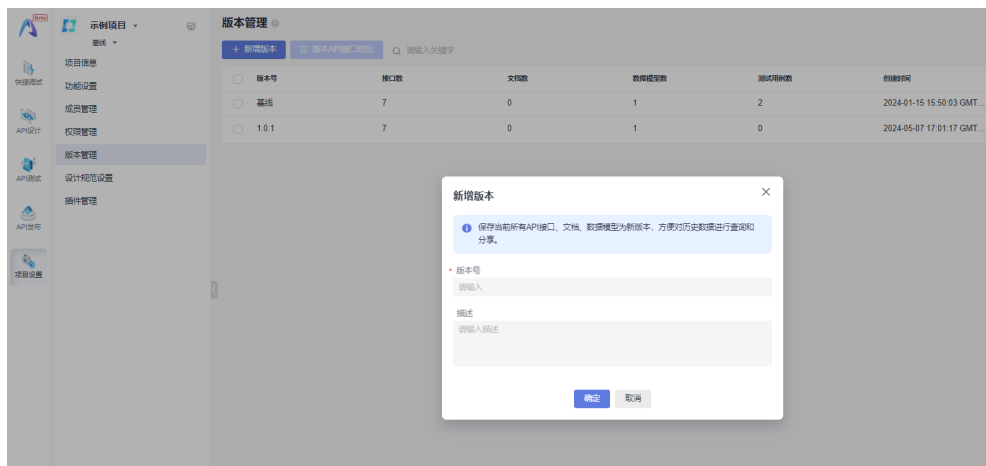 Beta
示例项目
基线
快捷调试
API设计
API测试
API发布
项目设置
项目信息
功能设置
成员管理
权限管理
版本管理
设计规范设置
插件管理
版本管理
+ 新增版本
版本API接口对比
请输入关键字
版本号 接口数 文档数 数据模型数 测试用例数 创建时间
基线 7 0 1 2 2024-01-15 15:50:03 GMT...
1.0.1 7 0 1 0 2024-05-07 17:01:17 GMT...
新增版本
保存当前所有API接口、文档、数据模型为新版本，方便对历史数据进行查阅和
分享。
* 版本号
请输入
描述
请输入描述
确定 取消